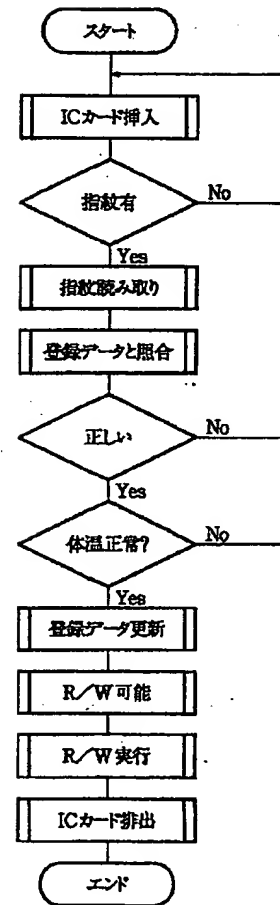 スタート
ICカード挿入
指紋有
No
Yes
指紋読み取り
登録データと照合
正しい
No
Yes
体温正常?
No
Yes
登録データ更新
R/W可能
R/W実行
ICカード排出
エンド